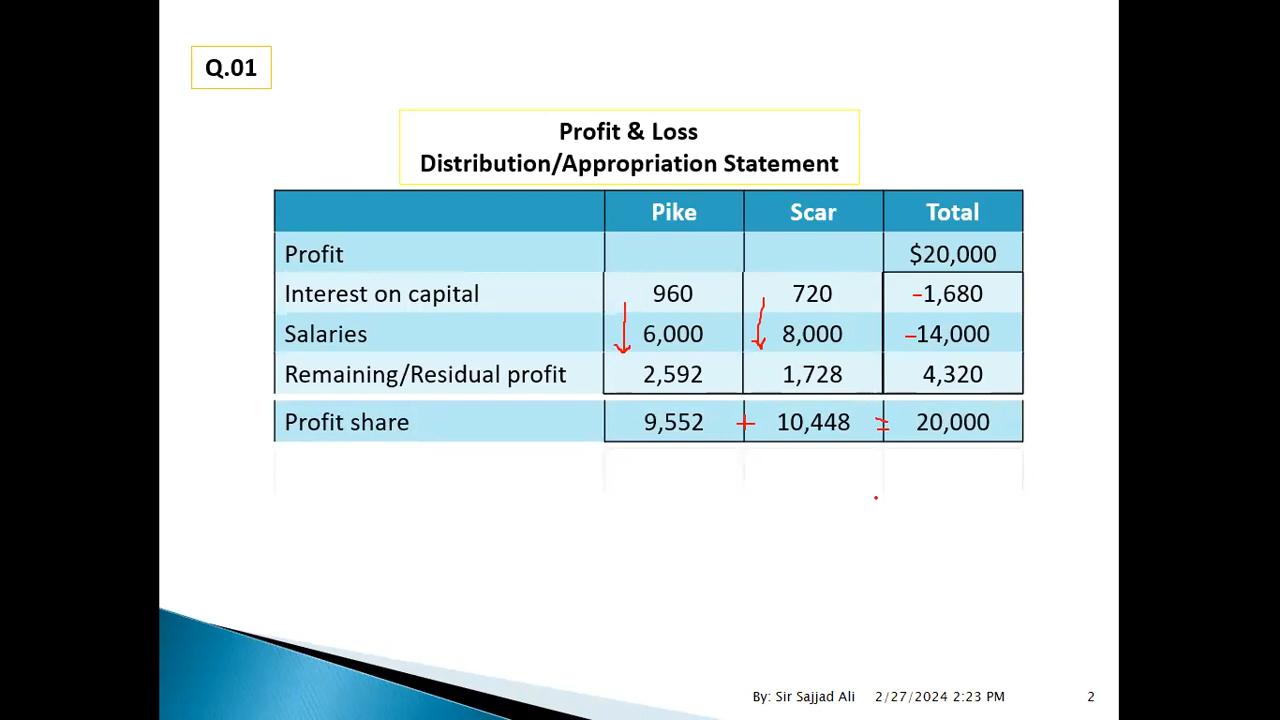 Q.01
Profit & Loss
Distribution/Appropriation Statement
Pike Scar Total
Profit $20,000
Interest on capital 960 720 -1,680
Salaries 6,000 8,000 -14,000
Remaining/Residual profit 2,592 1,728 4,320
Profit share 9,552 + 10,448 = 20,000
By: Sir Sajjad Ali 2/27/2024 2:23 PM 2